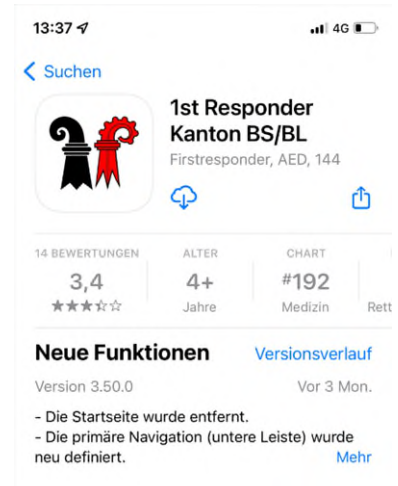 13:37
4G
Suchen
1st Responder
Kanton BS/BL
Firstresponder, AED, 144
14 BEWERTUNGEN
ALTER
CHART
3,4
4+
#192
Jahre
Medizin
Rett
Neue Funktionen
Versionsverlauf
Version 3.50.0
Vor 3 Mon.
- Die Startseite wurde entfernt.
- Die primäre Navigation (untere Leiste) wurde
neu definiert.
Mehr